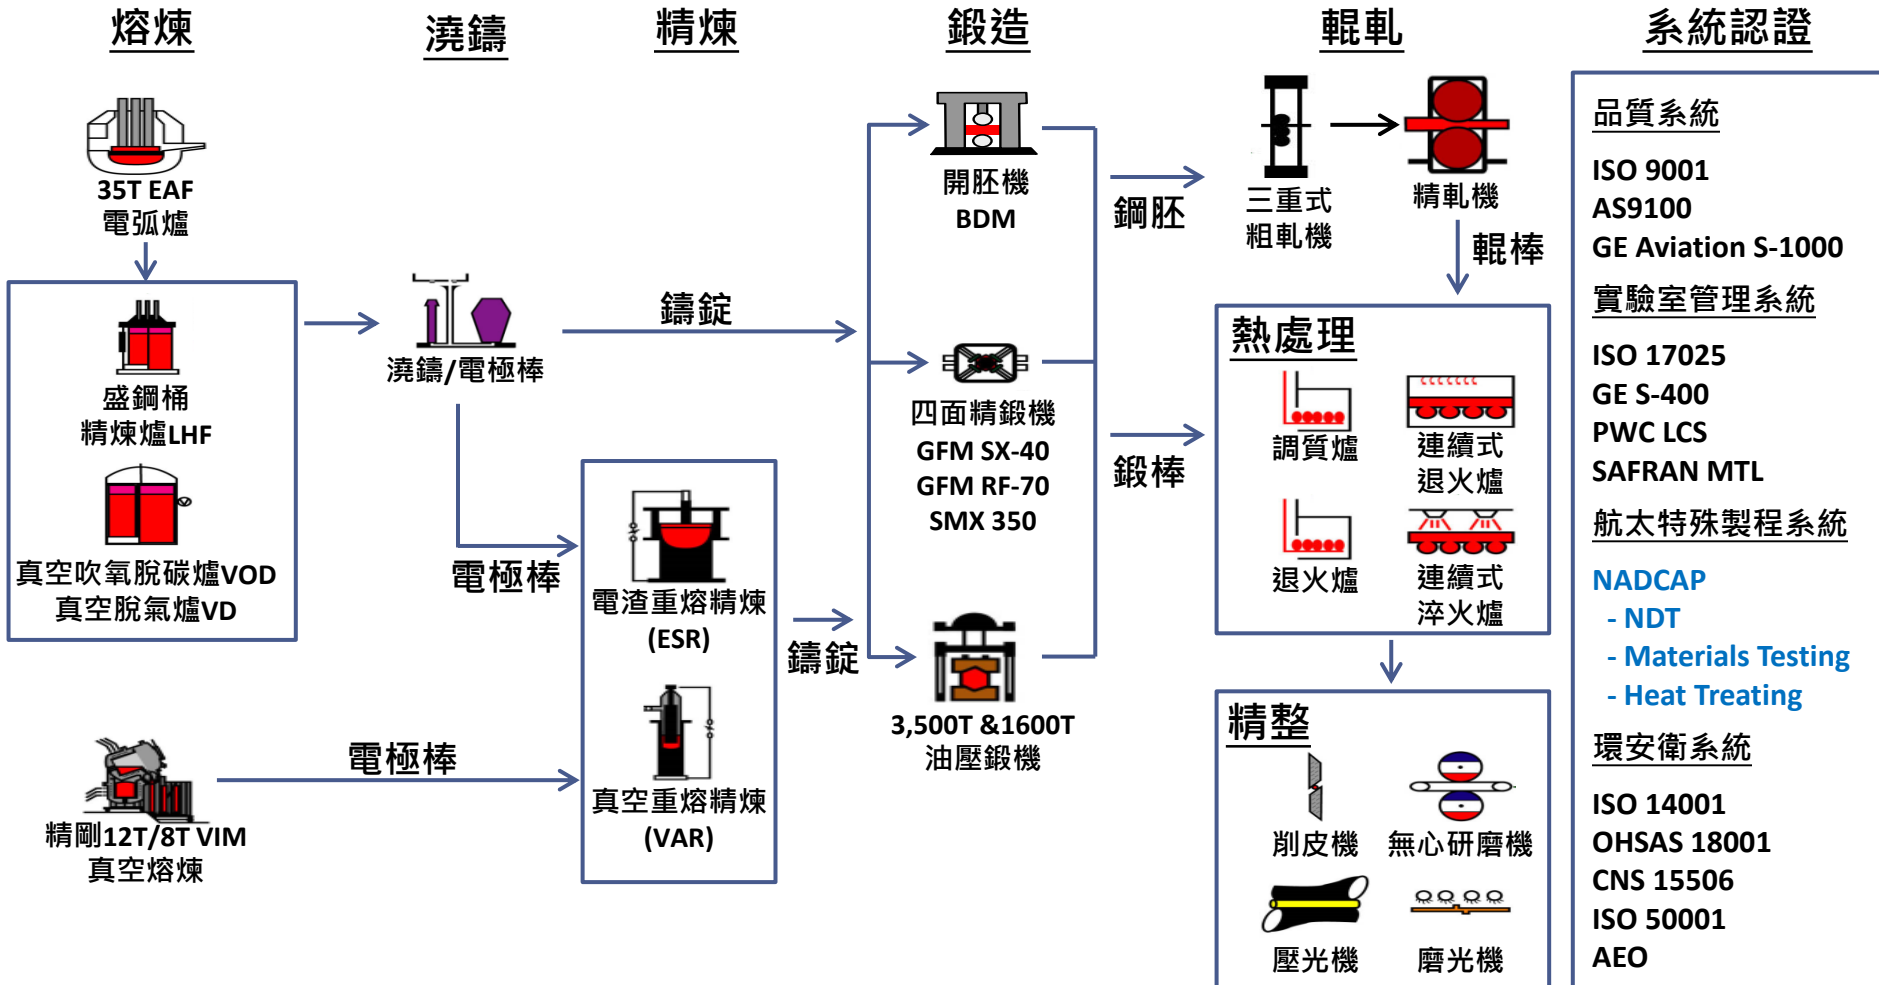 熔煉
澆鑄
精煉
鍛造
輥軋
系統認證
35T EAF
電弧爐
盛鋼桶
精煉爐LHF
真空吹氧脫碳爐VOD
真空脫氣爐VD
精剛12T/8T VIM
真空熔煉
澆鑄/電極棒
鑄錠
電極棒
電極棒
電渣重熔精煉
(ESR)
真空重熔精煉
(VAR)
鑄錠
開胚機
BDM
四面精鍛機
GFM SX-40
GFM RF-70
SMX 350
3,500T &1600T
油壓鍛機
鋼胚
鍛棒
三重式
粗軋機
精軋機
輥棒
熱處理
調質爐
連續式
退火爐
退火爐
連續式
淬火爐
精整
削皮機
無心研磨機
壓光機
磨光機
品質系統
ISO 9001
AS9100
GE Aviation S-1000
實驗室管理系統
ISO 17025
GE S-400
PWC LCS
SAFRAN MTL
航太特殊製程系統
NADCAP
- NDT
- Materials Testing
- Heat Treating
環安衛系統
ISO 14001
OHSAS 18001
CNS 15506
ISO 50001
AEO